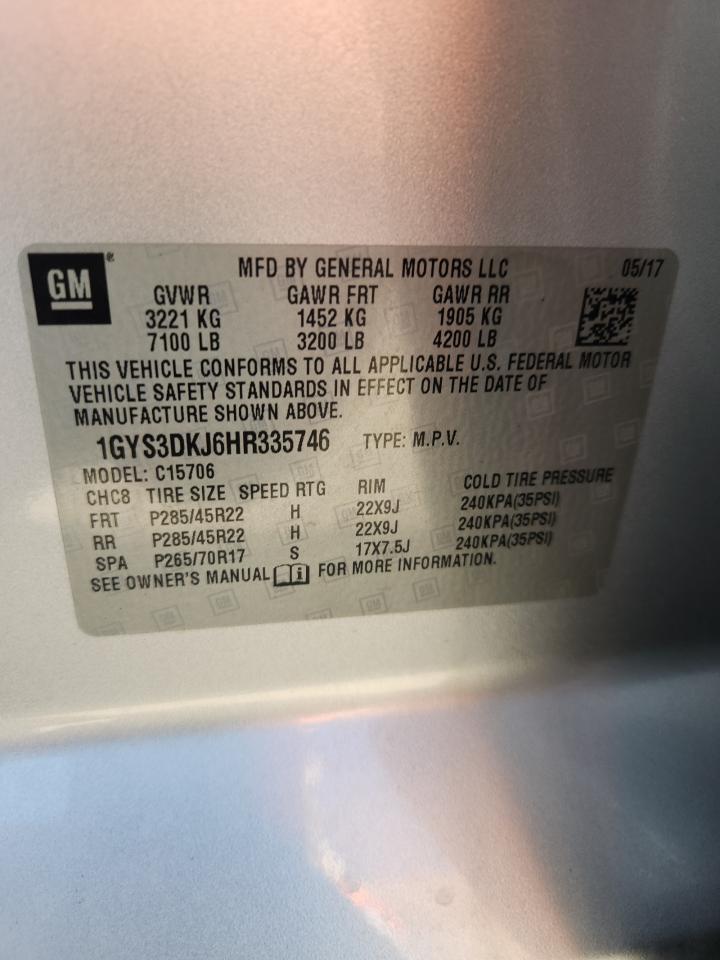 GM
MFD BY GENERAL MOTORS LLC 05/17
GVWR GAWR FRT GAWR RR
3221 KG 1452 KG 1905 KG
7100 LB 3200 LB 4200 LB
THIS VEHICLE CONFORMS TO ALL APPLICABLE U.S. FEDERAL MOTOR
VEHICLE SAFETY STANDARDS IN EFFECT ON THE DATE OF
MANUFACTURE SHOWN ABOVE.
1GYS3DKJ6HR335746 TYPE: M.P.V.
MODEL: C15706
CHC8 TIRE SIZE SPEED RTG RIM COLD TIRE PRESSURE
FRT P285/45R22 H 22X9J 240KPA(35PSI)
RR P285/45R22 H 22X9J 240KPA(35PSI)
SPA P265/70R17 S 17X7.5J 240KPA(35PSI)
SEE OWNER'S MANUAL FOR MORE INFORMATION.